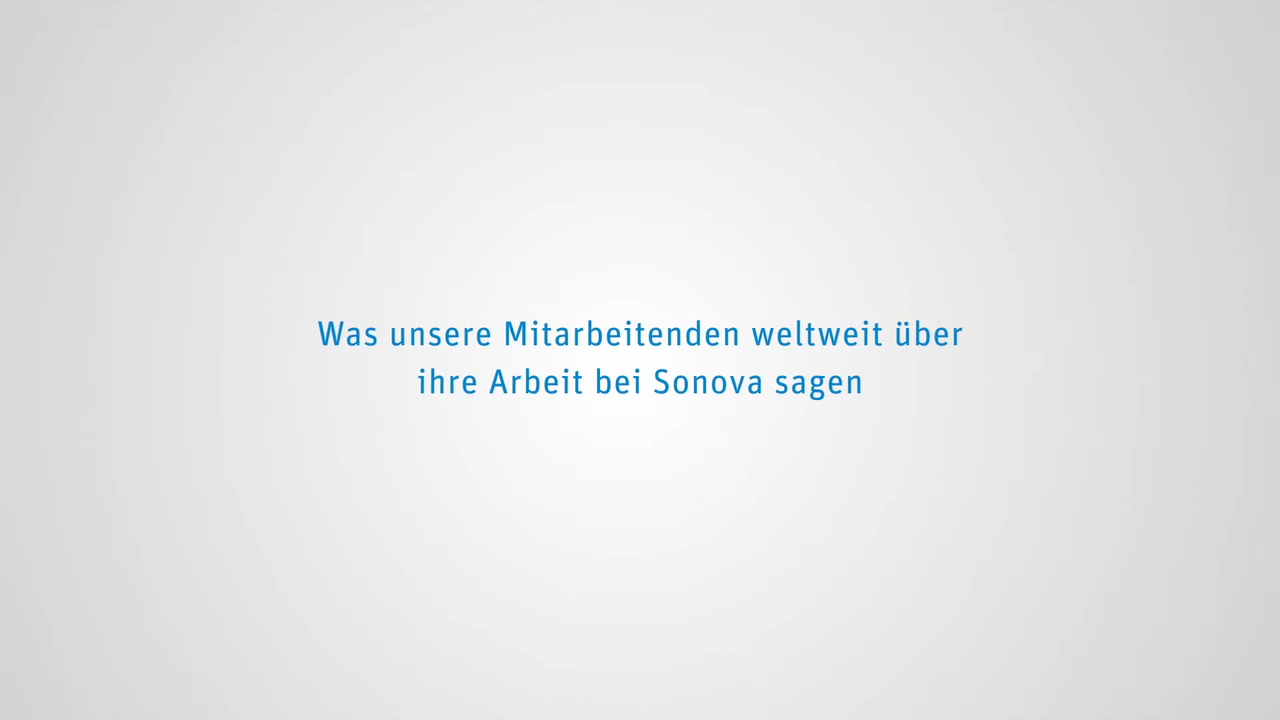 Was unsere Mitarbeitenden weltweit über
ihre Arbeit bei Sonova sagen